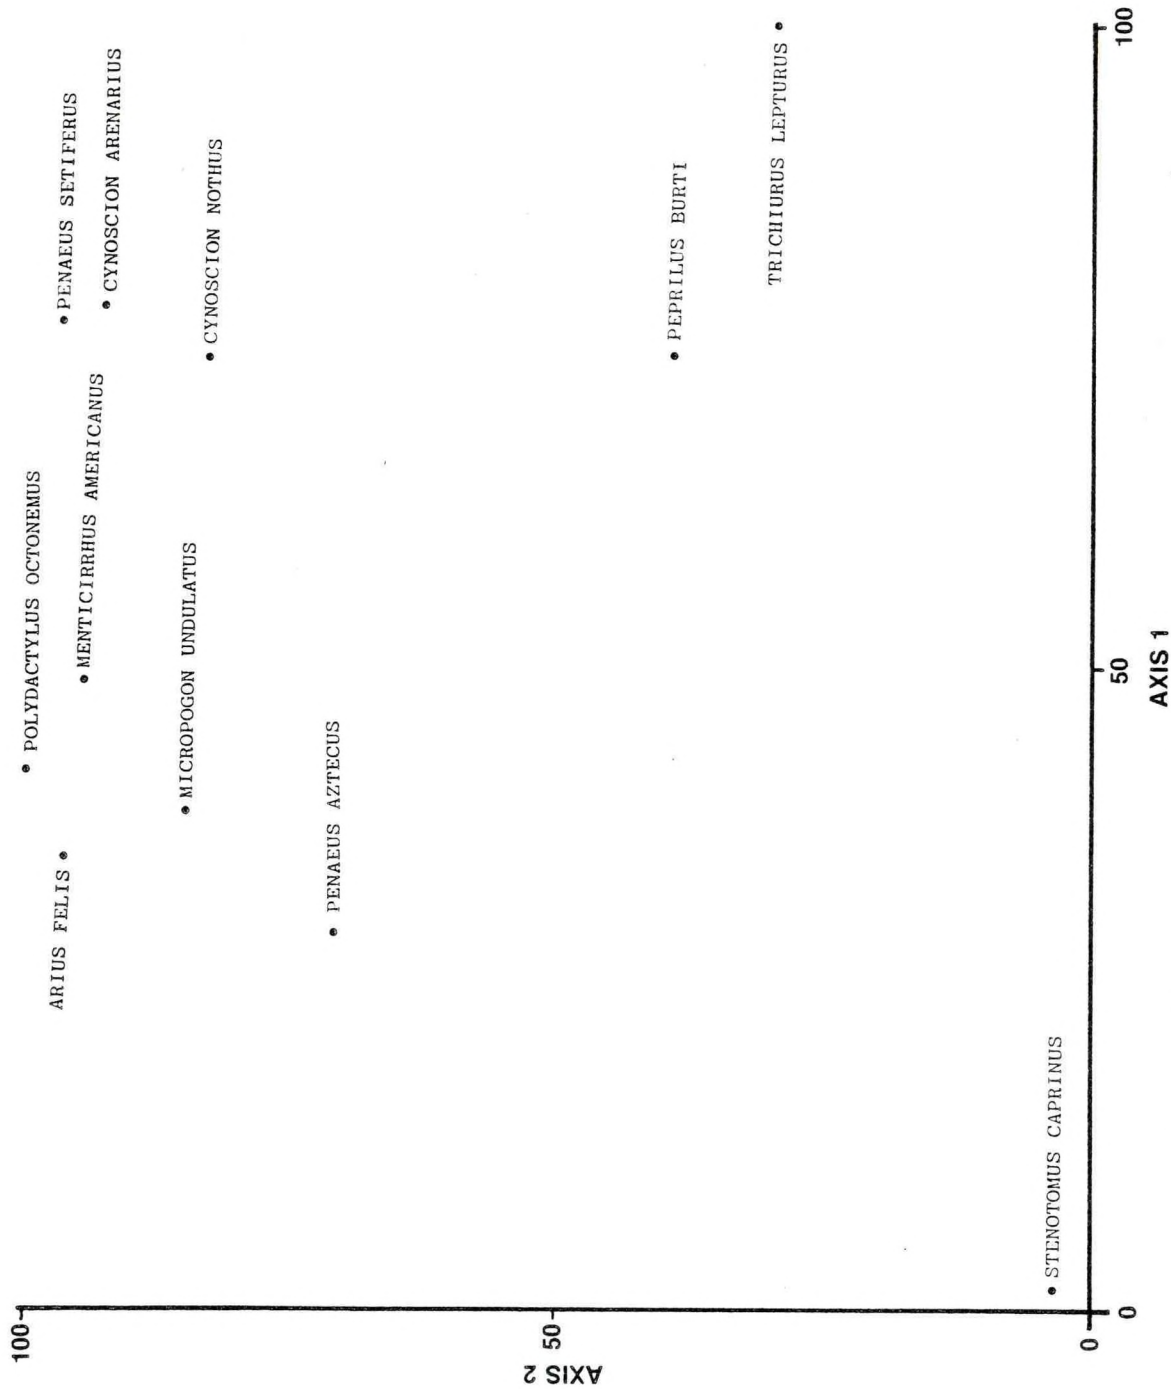 100
50
0
AXIS 2
POLYDACTYLUS OCTONEMUS
PENAEUS SETIFERUS
ARIUS FELIS
MENTICIRRHUS AMERICANUS
CYNOSCION ARENARIUS
MICROPOGON UNDULATUS
CYNOSCION NOTHUS
PENAEUS AZTECUS
PEPRILUS BURTI
TRICHIURUS LEPTURUS
STENOTOMUS CAPRINUS
0
50
100
AXIS 1